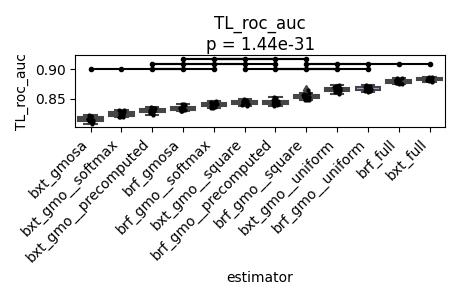 TL_roc_auc
p = 1.44e-31
TL_roc_auc
0.90
0.85
bxt_gmosa
bxt_gmo__softmax
bxt_gmo__precomputed
brf_gmosa
brf_gmo__softmax
bxt_gmo__square
brf_gmo__precomputed
brf_gmo__square
bxt_gmo__uniform
brf_gmo__uniform
brf_full
bxt_full
estimator